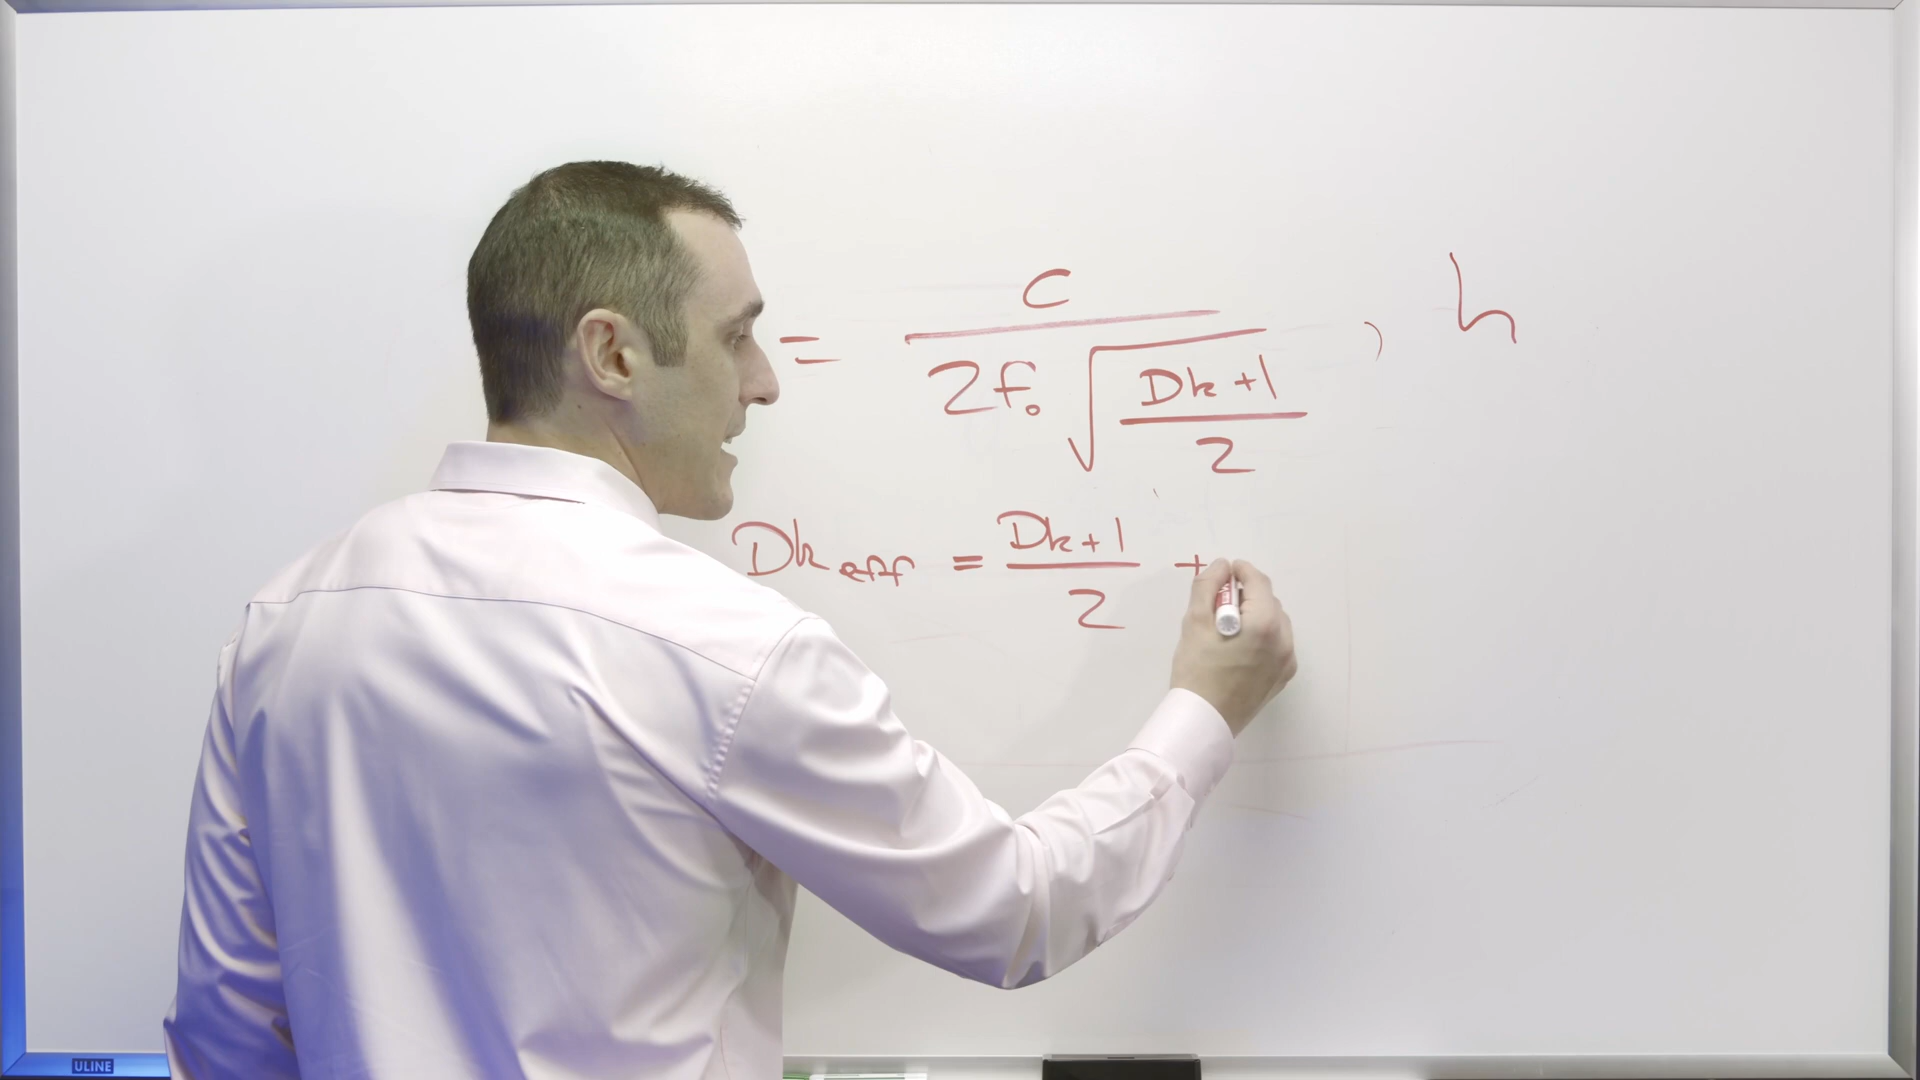 = C / 2f₀ √((Dk+1)/2) , h
Dk eff = (Dk+1)/2 +
ULINE